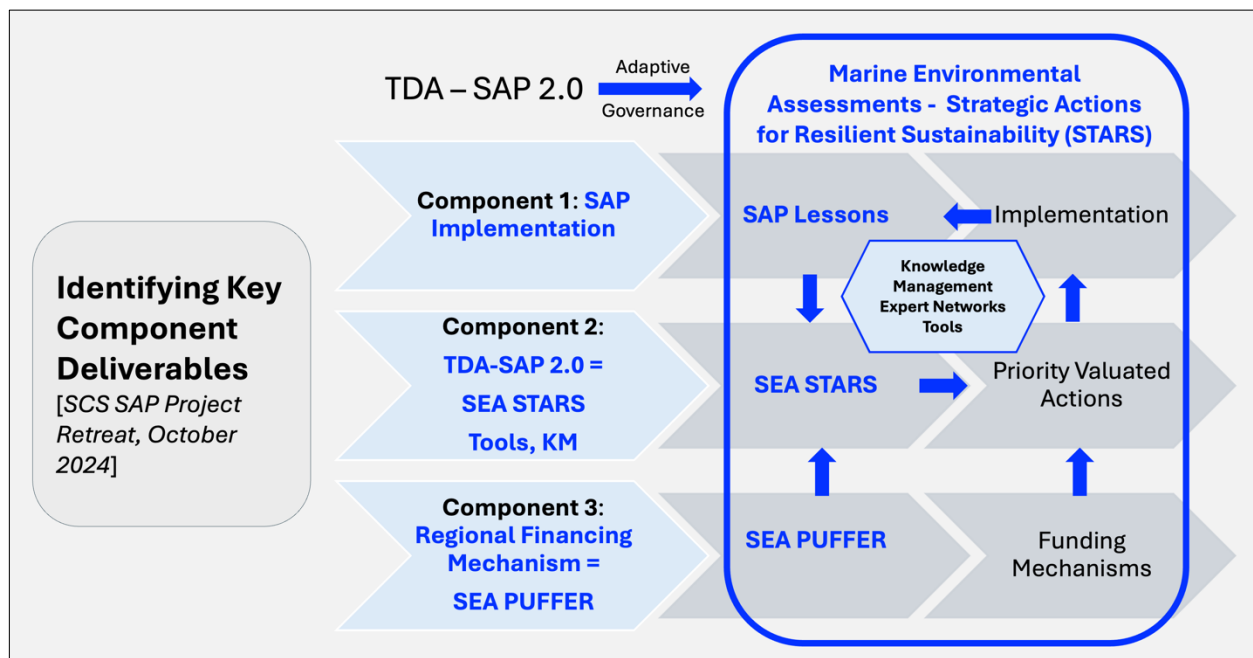 TDA – SAP 2.0
Adaptive
Governance
Marine Environmental
Assessments - Strategic Actions
for Resilient Sustainability (STARS)
Identifying Key
Component
Deliverables
[SCS SAP Project
Retreat, October
2024]
Component 1: SAP
Implementation
SAP Lessons
Implementation
Knowledge
Management
Expert Networks
Tools
Component 2:
TDA-SAP 2.0 =
SEA STARS
Tools, KM
SEA STARS
Priority Valuated
Actions
Component 3:
Regional Financing
Mechanism =
SEA PUFFER
SEA PUFFER
Funding
Mechanisms